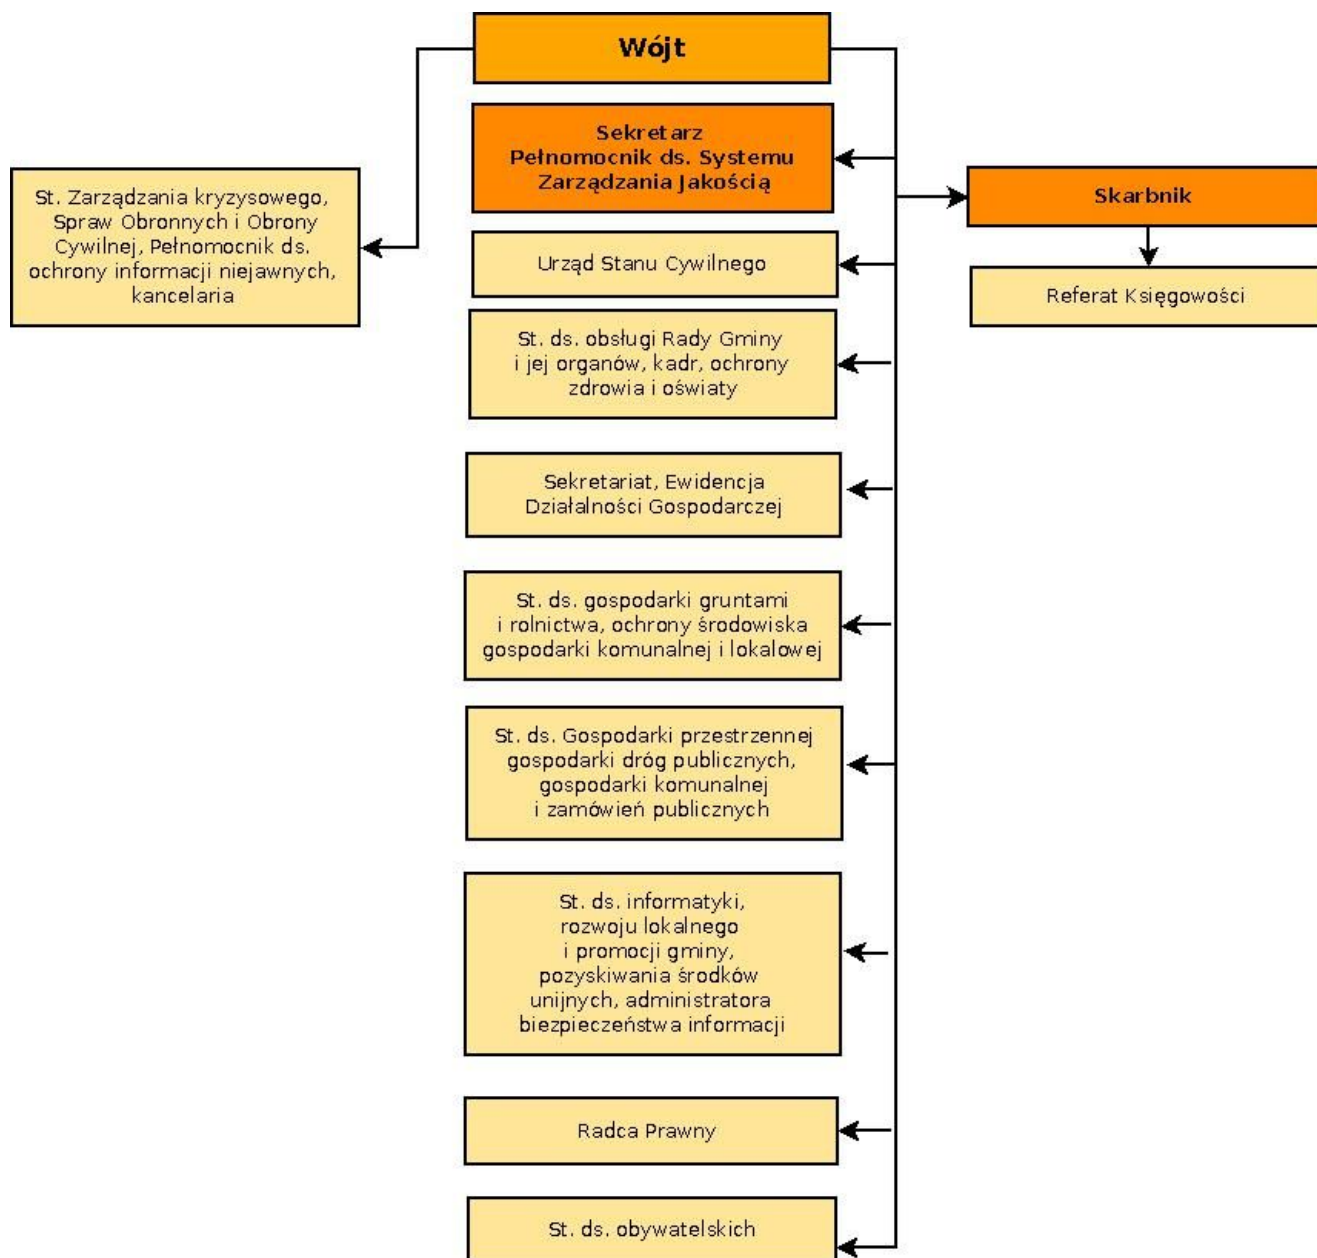 Wójt
Sekretarz
Pełnomocnik ds. Systemu
Zarządzania Jakością
St. Zarządzania kryzysowego,
Spraw Obronnych i Obrony
Cywilnej, Pełnomocnik ds.
ochrony informacji niejawnych,
kancelaria
Skarbnik
Referat Księgowości
Urząd Stanu Cywilnego
St. ds. obsługi Rady Gminy
i jej organów, kadr, ochrony
zdrowia i oświaty
Sekretariat, Ewidencja
Działalności Gospodarczej
St. ds. gospodarki gruntami
i rolnictwa, ochrony środowiska
gospodarki komunalnej i lokalowej
St. ds. Gospodarki przestrzennej
gospodarki dróg publicznych,
gospodarki komunalnej
i zamówień publicznych
St. ds. informatyki,
rozwoju lokalnego
i promocji gminy,
pozyskiwania środków
unijnych, administratora
biezpieczeństwa informacji
Radca Prawny
St. ds. obywatelskich